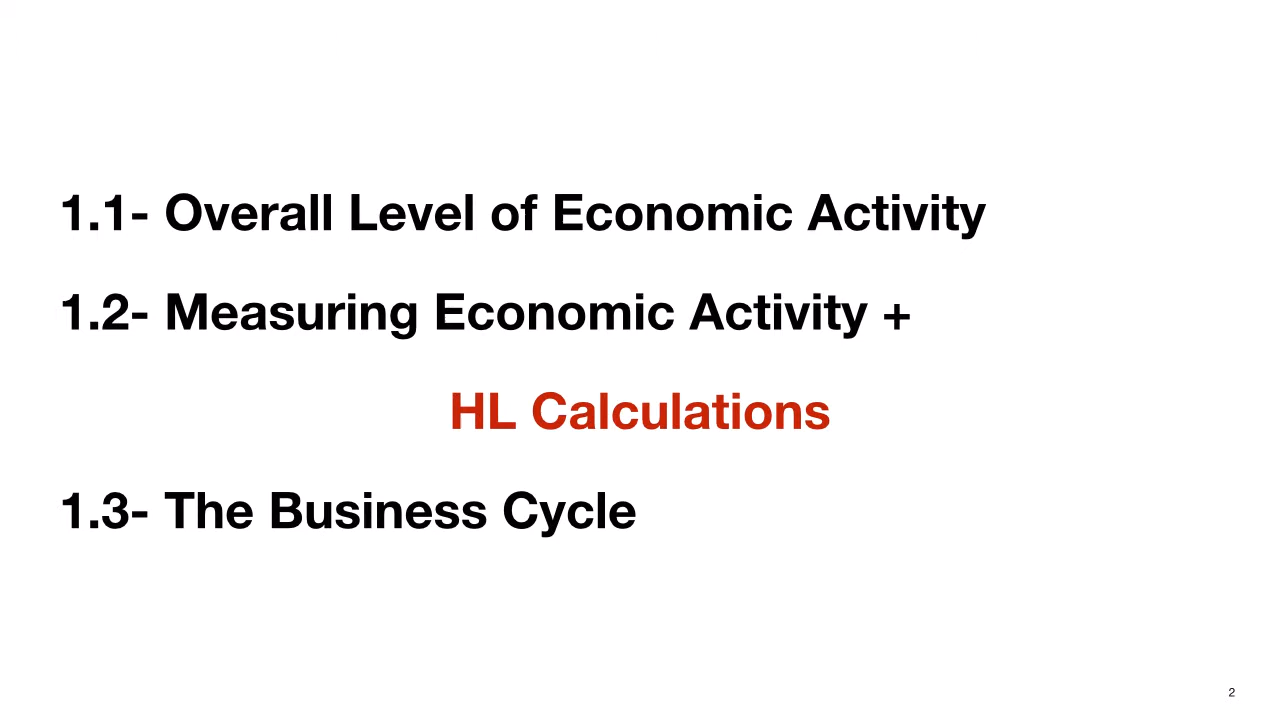 1.1- Overall Level of Economic Activity
1.2- Measuring Economic Activity +
HL Calculations
1.3- The Business Cycle
2